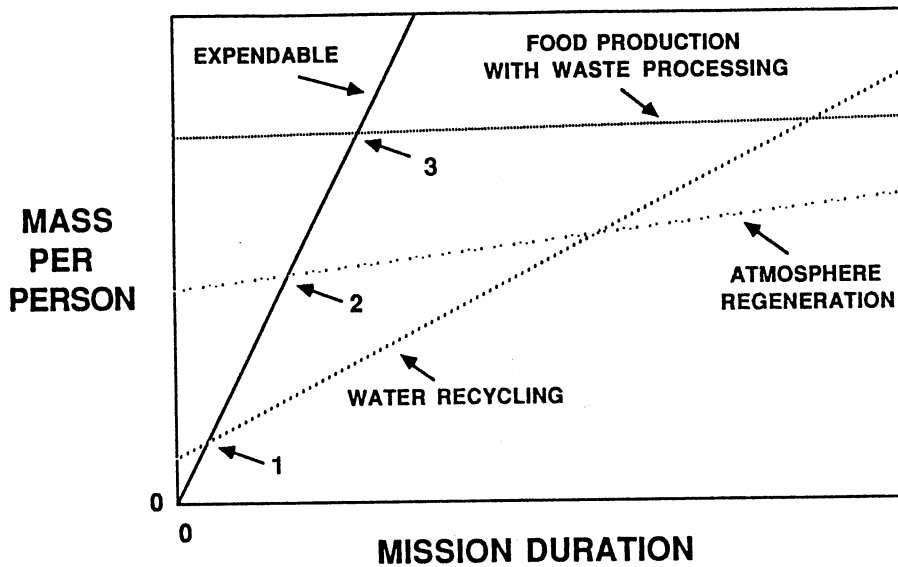 EXPENDABLE
FOOD PRODUCTION
WITH WASTE PROCESSING
3
MASS
PER
PERSON
2
ATMOSPHERE
REGENERATION
WATER RECYCLING
1
0
0
MISSION DURATION